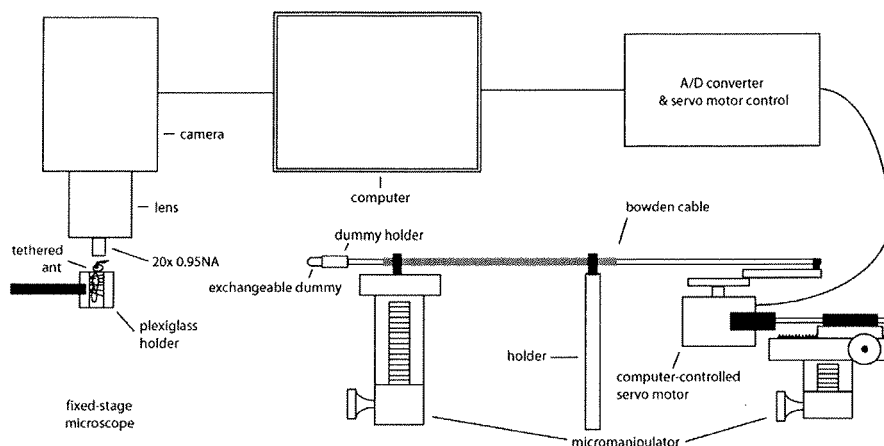 A/D converter
& servo motor control
camera
computer
lens
bowden cable
dummy holder
tethered
ant
20x 0.95NA
exchangeable dummy
plexiglass
holder
holder
computer-controlled
servo motor
fixed-stage
microscope
micromanipulator